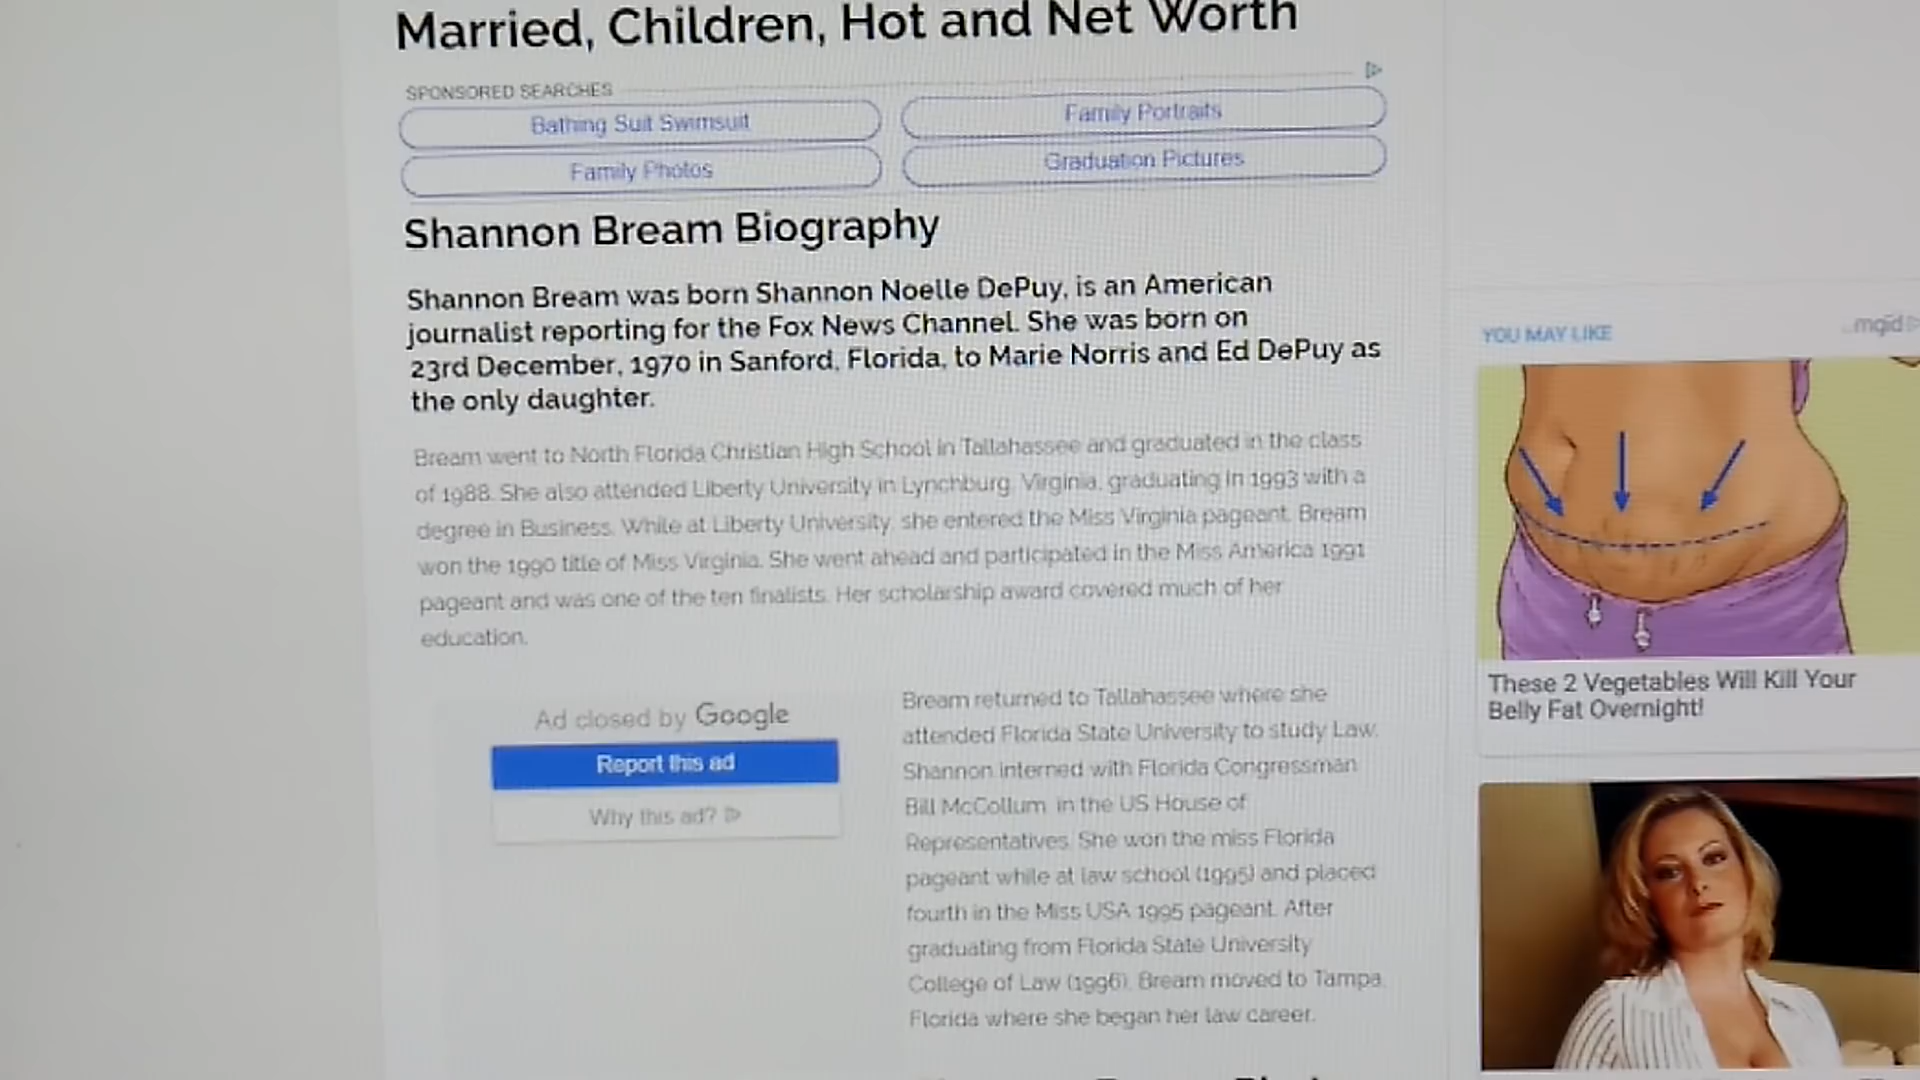 Married, Children, Hot and Net Worth
SPONSORED SEARCHES
Bathing Suit Swimsuit
Family Portraits
Family Photos
Graduation Pictures
Shannon Bream Biography
Shannon Bream was born Shannon Noelle DePuy, is an American
journalist reporting for the Fox News Channel. She was born on
23rd December, 1970 in Sanford, Florida, to Marie Norris and Ed DePuy as
the only daughter.
Bream went to North Florida Christian High School in Tallahassee and graduated in the class
of 1988. She also attended Liberty University in Lynchburg, Virginia, graduating in 1993 with a
degree in Business. While at Liberty University, she entered the Miss Virginia pageant. Bream
won the 1990 title of Miss Virginia. She went ahead and participated in the Miss America 1991
pageant and was one of the ten finalists. Her scholarship award covered much of her
education.
Ad closed by Google
Report this ad
Why this ad?
Bream returned to Tallahassee where she
attended Florida State University to study Law.
Shannon interned with Florida Congressman
Bill McCollum in the US House of
Representatives. She won the miss Florida
pageant while at law school (1995) and placed
fourth in the Miss USA 1995 pageant. After
graduating from Florida State University
College of Law (1996), Bream moved to Tampa,
Florida where she began her law career.
YOU MAY LIKE
mgid
These 2 Vegetables Will Kill Your
Belly Fat Overnight!